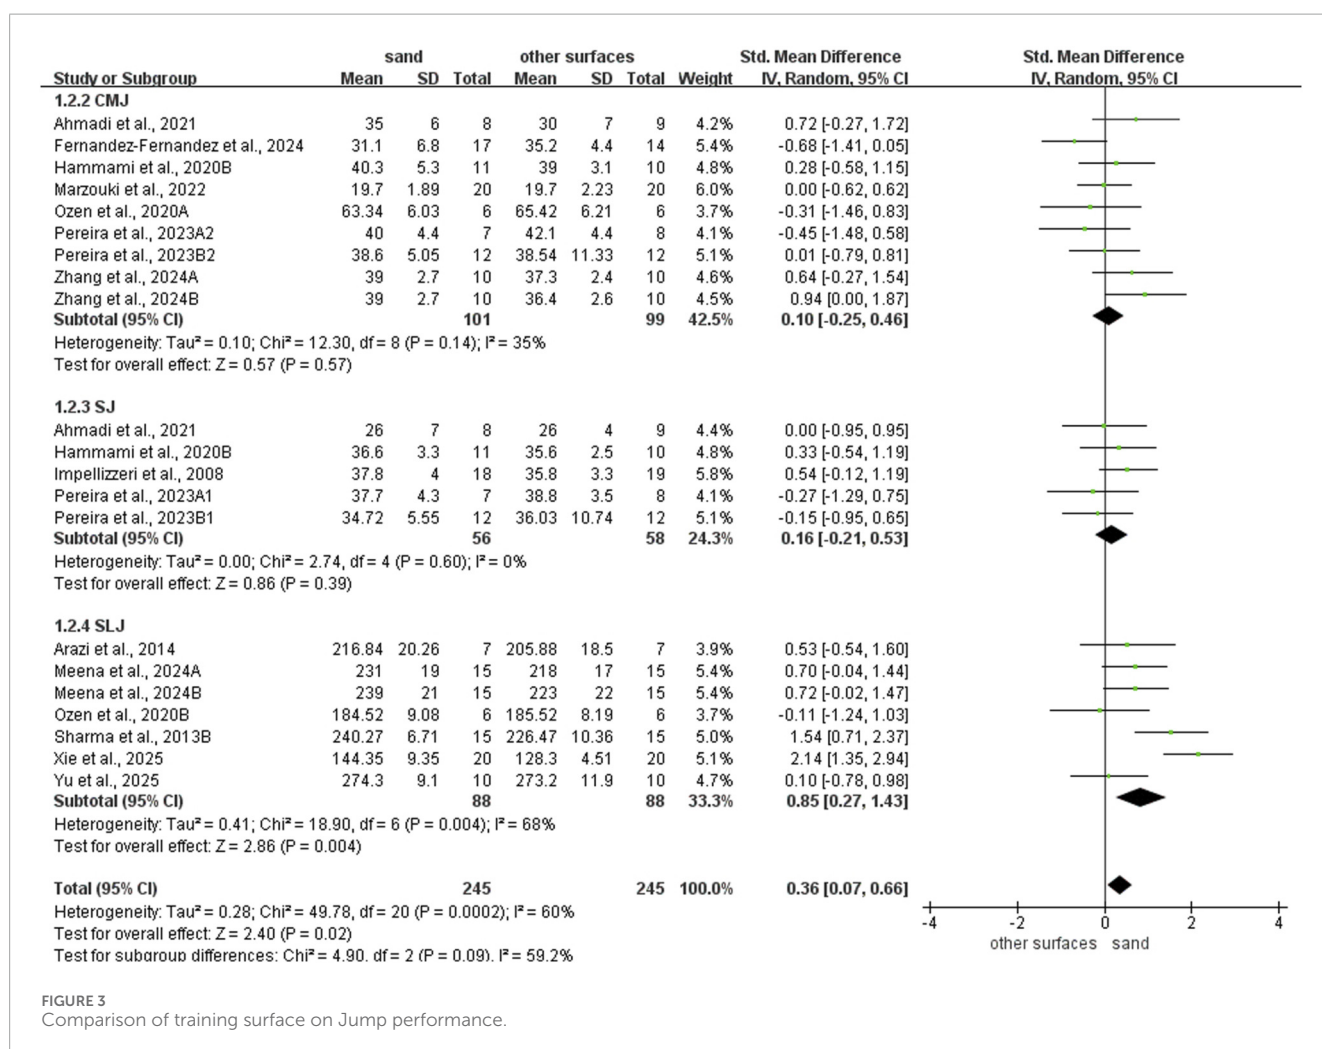 sand other surfaces Std. Mean Difference Std. Mean Difference
Study or Subgroup Mean SD Total Mean SD Total Weight IV, Random, 95% CI IV, Random, 95% CI
1.2.2 CMJ
Ahmadi et al., 2021 35 6 8 30 7 9 4.2% 0.72 [-0.27, 1.72]
Fernandez-Fernandez et al., 2024 31.1 6.8 17 35.2 4.4 14 5.4% -0.68 [-1.41, 0.05]
Hammami et al., 2020B 40.3 5.3 11 39 3.1 10 4.8% 0.28 [-0.58, 1.15]
Marzouki et al., 2022 19.7 1.89 20 19.7 2.23 20 6.0% 0.00 [-0.62, 0.62]
Ozen et al., 2020A 63.34 6.03 6 65.42 6.21 6 3.7% -0.31 [-1.46, 0.83]
Pereira et al., 2023A2 40 4.4 7 42.1 4.4 8 4.1% -0.45 [-1.48, 0.58]
Pereira et al., 2023B2 38.6 5.05 12 38.54 11.33 12 5.1% 0.01 [-0.79, 0.81]
Zhang et al., 2024A 39 2.7 10 37.3 2.4 10 4.6% 0.64 [-0.27, 1.54]
Zhang et al., 2024B 39 2.7 10 36.4 2.6 10 4.5% 0.94 [0.00, 1.87]
Subtotal (95% CI) 101 99 42.5% 0.10 [-0.25, 0.46]
Heterogeneity: Tau² = 0.10; Chi² = 12.30, df = 8 (P = 0.14); I² = 35%
Test for overall effect: Z = 0.57 (P = 0.57)
1.2.3 SJ
Ahmadi et al., 2021 26 7 8 26 4 9 4.4% 0.00 [-0.95, 0.95]
Hammami et al., 2020B 36.6 3.3 11 35.6 2.5 10 4.8% 0.33 [-0.54, 1.19]
Impellizzeri et al., 2008 37.8 4 18 35.8 3.3 19 5.8% 0.54 [-0.12, 1.19]
Pereira et al., 2023A1 37.7 4.3 7 38.8 3.5 8 4.1% -0.27 [-1.29, 0.75]
Pereira et al., 2023B1 34.72 5.55 12 36.03 10.74 12 5.1% -0.15 [-0.95, 0.65]
Subtotal (95% CI) 56 58 24.3% 0.16 [-0.21, 0.53]
Heterogeneity: Tau² = 0.00; Chi² = 2.74, df = 4 (P = 0.60); I² = 0%
Test for overall effect: Z = 0.86 (P = 0.39)
1.2.4 SLJ
Arazi et al., 2014 216.84 20.26 7 205.88 18.5 7 3.9% 0.53 [-0.54, 1.60]
Meena et al., 2024A 231 19 15 218 17 15 5.4% 0.70 [-0.04, 1.44]
Meena et al., 2024B 239 21 15 223 22 15 5.4% 0.72 [-0.02, 1.47]
Ozen et al., 2020B 184.52 9.08 6 185.52 8.19 6 3.7% -0.11 [-1.24, 1.03]
Sharma et al., 2013B 240.27 6.71 15 226.47 10.36 15 5.0% 1.54 [0.71, 2.37]
Xie et al., 2025 144.35 9.35 20 128.3 4.51 20 5.1% 2.14 [1.35, 2.94]
Yu et al., 2025 274.3 9.1 10 273.2 11.9 10 4.7% 0.10 [-0.78, 0.98]
Subtotal (95% CI) 88 88 33.3% 0.85 [0.27, 1.43]
Heterogeneity: Tau² = 0.41; Chi² = 18.90, df = 6 (P = 0.004); I² = 68%
Test for overall effect: Z = 2.86 (P = 0.004)
Total (95% CI) 245 245 100.0% 0.36 [0.07, 0.66]
Heterogeneity: Tau² = 0.28; Chi² = 49.78, df = 20 (P = 0.0002); I² = 60%
Test for overall effect: Z = 2.40 (P = 0.02)
Test for subgroup differences: Chi² = 4.90, df = 2 (P = 0.09), I² = 59.2%
-4 -2 0 2 4
other surfaces sand
FIGURE 3
Comparison of training surface on Jump performance.